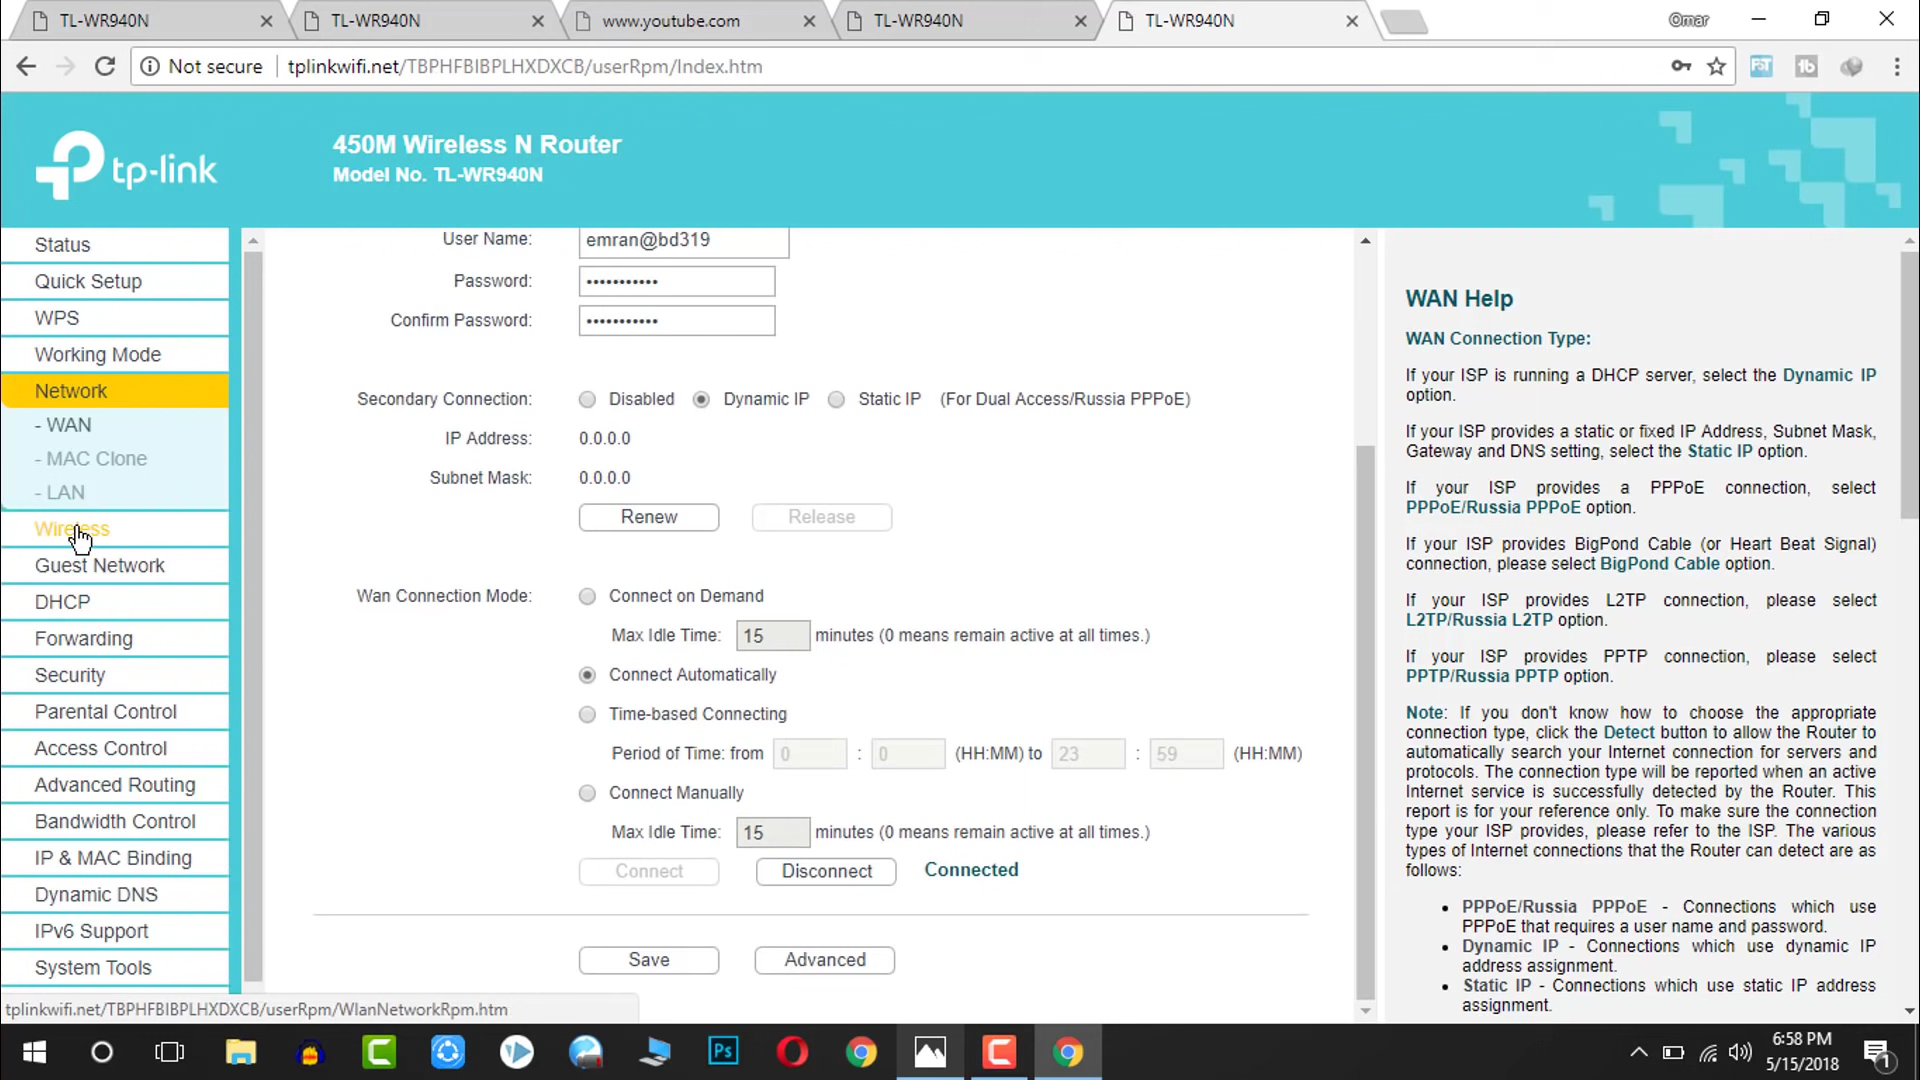 TL-WR940N
TL-WR940N
www.youtube.com
TL-WR940N
TL-WR940N
Omar
Not secure
tplinkwifi.net/TBPHFBIBPLHXDXCB/userRpm/Index.htm
tp-link
450M Wireless N Router
Model No. TL-WR940N
Status
Quick Setup
WPS
Working Mode
Network
- WAN
- MAC Clone
- LAN
Wireless
Guest Network
DHCP
Forwarding
Security
Parental Control
Access Control
Advanced Routing
Bandwidth Control
IP & MAC Binding
Dynamic DNS
IPv6 Support
System Tools
User Name: emran@bd319
Password: •••••••••••
Confirm Password: •••••••••••
Secondary Connection: Disabled Dynamic IP Static IP (For Dual Access/Russia PPPoE)
IP Address: 0.0.0.0
Subnet Mask: 0.0.0.0
Renew Release
Wan Connection Mode: Connect on Demand
Max Idle Time: 15 minutes (0 means remain active at all times.)
Connect Automatically
Time-based Connecting
Period of Time: from 0 : 0 (HH:MM) to 23 : 59 (HH:MM)
Connect Manually
Max Idle Time: 15 minutes (0 means remain active at all times.)
Connect Disconnect Connected
Save Advanced
WAN Help
WAN Connection Type:
If your ISP is running a DHCP server, select the Dynamic IP
option.
If your ISP provides a static or fixed IP Address, Subnet Mask,
Gateway and DNS setting, select the Static IP option.
If your ISP provides a PPPoE connection, select
PPPoE/Russia PPPoE option.
If your ISP provides BigPond Cable (or Heart Beat Signal)
connection, please select BigPond Cable option.
If your ISP provides L2TP connection, please select
L2TP/Russia L2TP option.
If your ISP provides PPTP connection, please select
PPTP/Russia PPTP option.
Note: If you don't know how to choose the appropriate
connection type, click the Detect button to allow the Router to
automatically search your Internet connection for servers and
protocols. The connection type will be reported when an active
Internet service is successfully detected by the Router. This
report is for your reference only. To make sure the connection
type your ISP provides, please refer to the ISP. The various
types of Internet connections that the Router can detect are as
follows:
• PPPoE/Russia PPPoE - Connections which use
PPPoE that requires a user name and password.
• Dynamic IP - Connections which use dynamic IP
address assignment.
• Static IP - Connections which use static IP address
assignment.
tplinkwifi.net/TBPHFBIBPLHXDXCB/userRpm/WlanNetworkRpm.htm
Ps
6:58 PM
5/15/2018
1